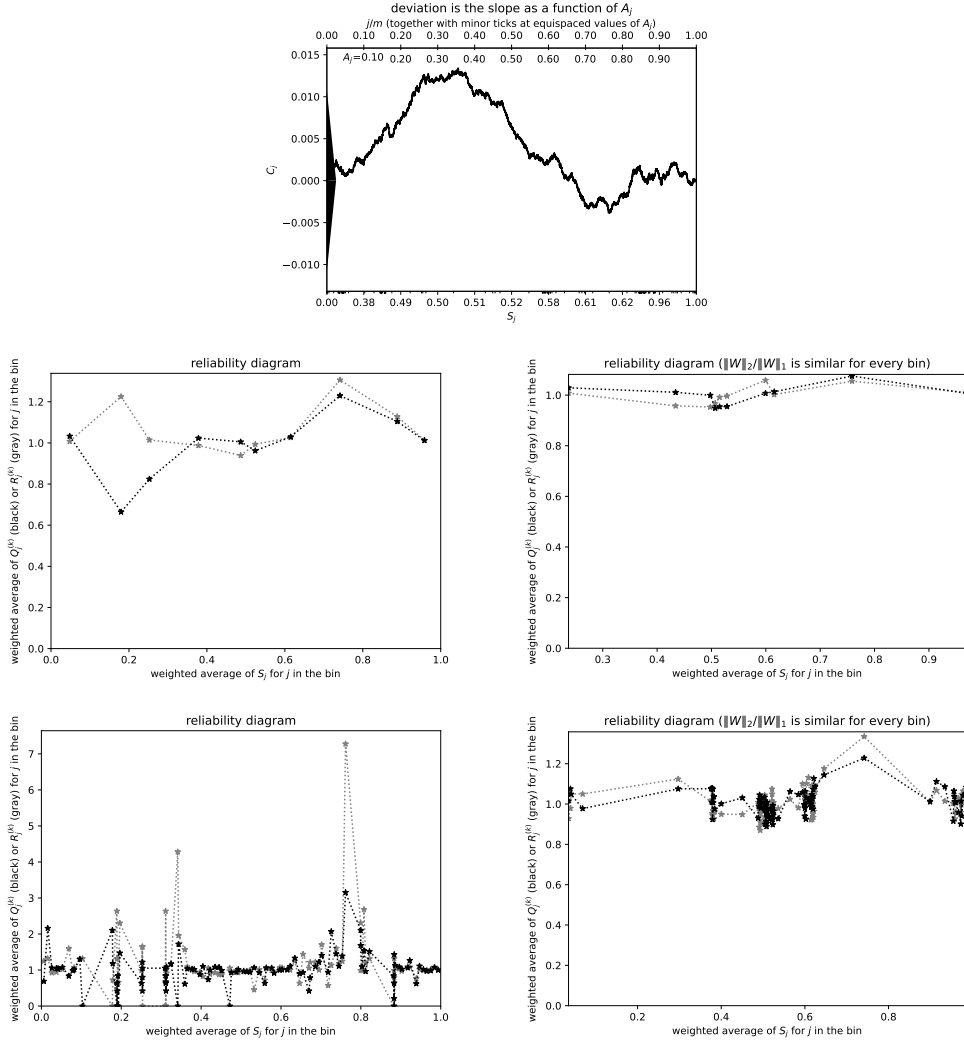 deviation is the slope as a function of $A_j$
$j/m$ (together with minor ticks at equispaced values of $A_j$)
0.00 0.10 0.20 0.30 0.40 0.50 0.60 0.70 0.80 0.90 1.00
$A_j$=0.10 0.20 0.30 0.40 0.50 0.60 0.70 0.80 0.90
0.015
0.010
0.005
0.000
−0.005
−0.010
$C_j$
0.00 0.38 0.49 0.50 0.51 0.52 0.58 0.61 0.62 0.96 1.00
$S_j$
reliability diagram
weighted average of $Q_j^{(k)}$ (black) or $R_j^{(k)}$ (gray) for $j$ in the bin
1.2
1.0
0.8
0.6
0.4
0.2
0.0
0.0 0.2 0.4 0.6 0.8 1.0
weighted average of $S_j$ for $j$ in the bin
reliability diagram ($\|W\|_2/\|W\|_1$ is similar for every bin)
weighted average of $Q_j^{(k)}$ (black) or $R_j^{(k)}$ (gray) for $j$ in the bin
1.0
0.8
0.6
0.4
0.2
0.0
0.3 0.4 0.5 0.6 0.7 0.8 0.9
weighted average of $S_j$ for $j$ in the bin
reliability diagram
weighted average of $Q_j^{(k)}$ (black) or $R_j^{(k)}$ (gray) for $j$ in the bin
7
6
5
4
3
2
1
0
0.0 0.2 0.4 0.6 0.8 1.0
weighted average of $S_j$ for $j$ in the bin
reliability diagram ($\|W\|_2/\|W\|_1$ is similar for every bin)
weighted average of $Q_j^{(k)}$ (black) or $R_j^{(k)}$ (gray) for $j$ in the bin
1.2
1.0
0.8
0.6
0.4
0.2
0.0
0.2 0.4 0.6 0.8
weighted average of $S_j$ for $j$ in the bin